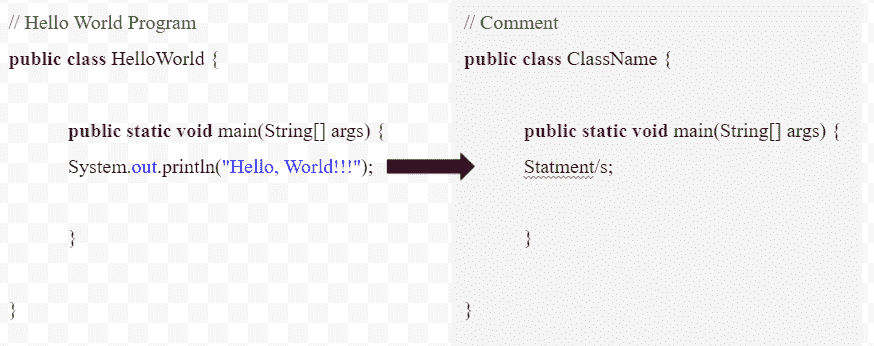 // Hello World Program
public class HelloWorld {
public static void main(String[] args) {
System.out.println("Hello, World!!!");
}
}
// Comment
public class ClassName {
public static void main(String[] args) {
Statment/s;
}
}